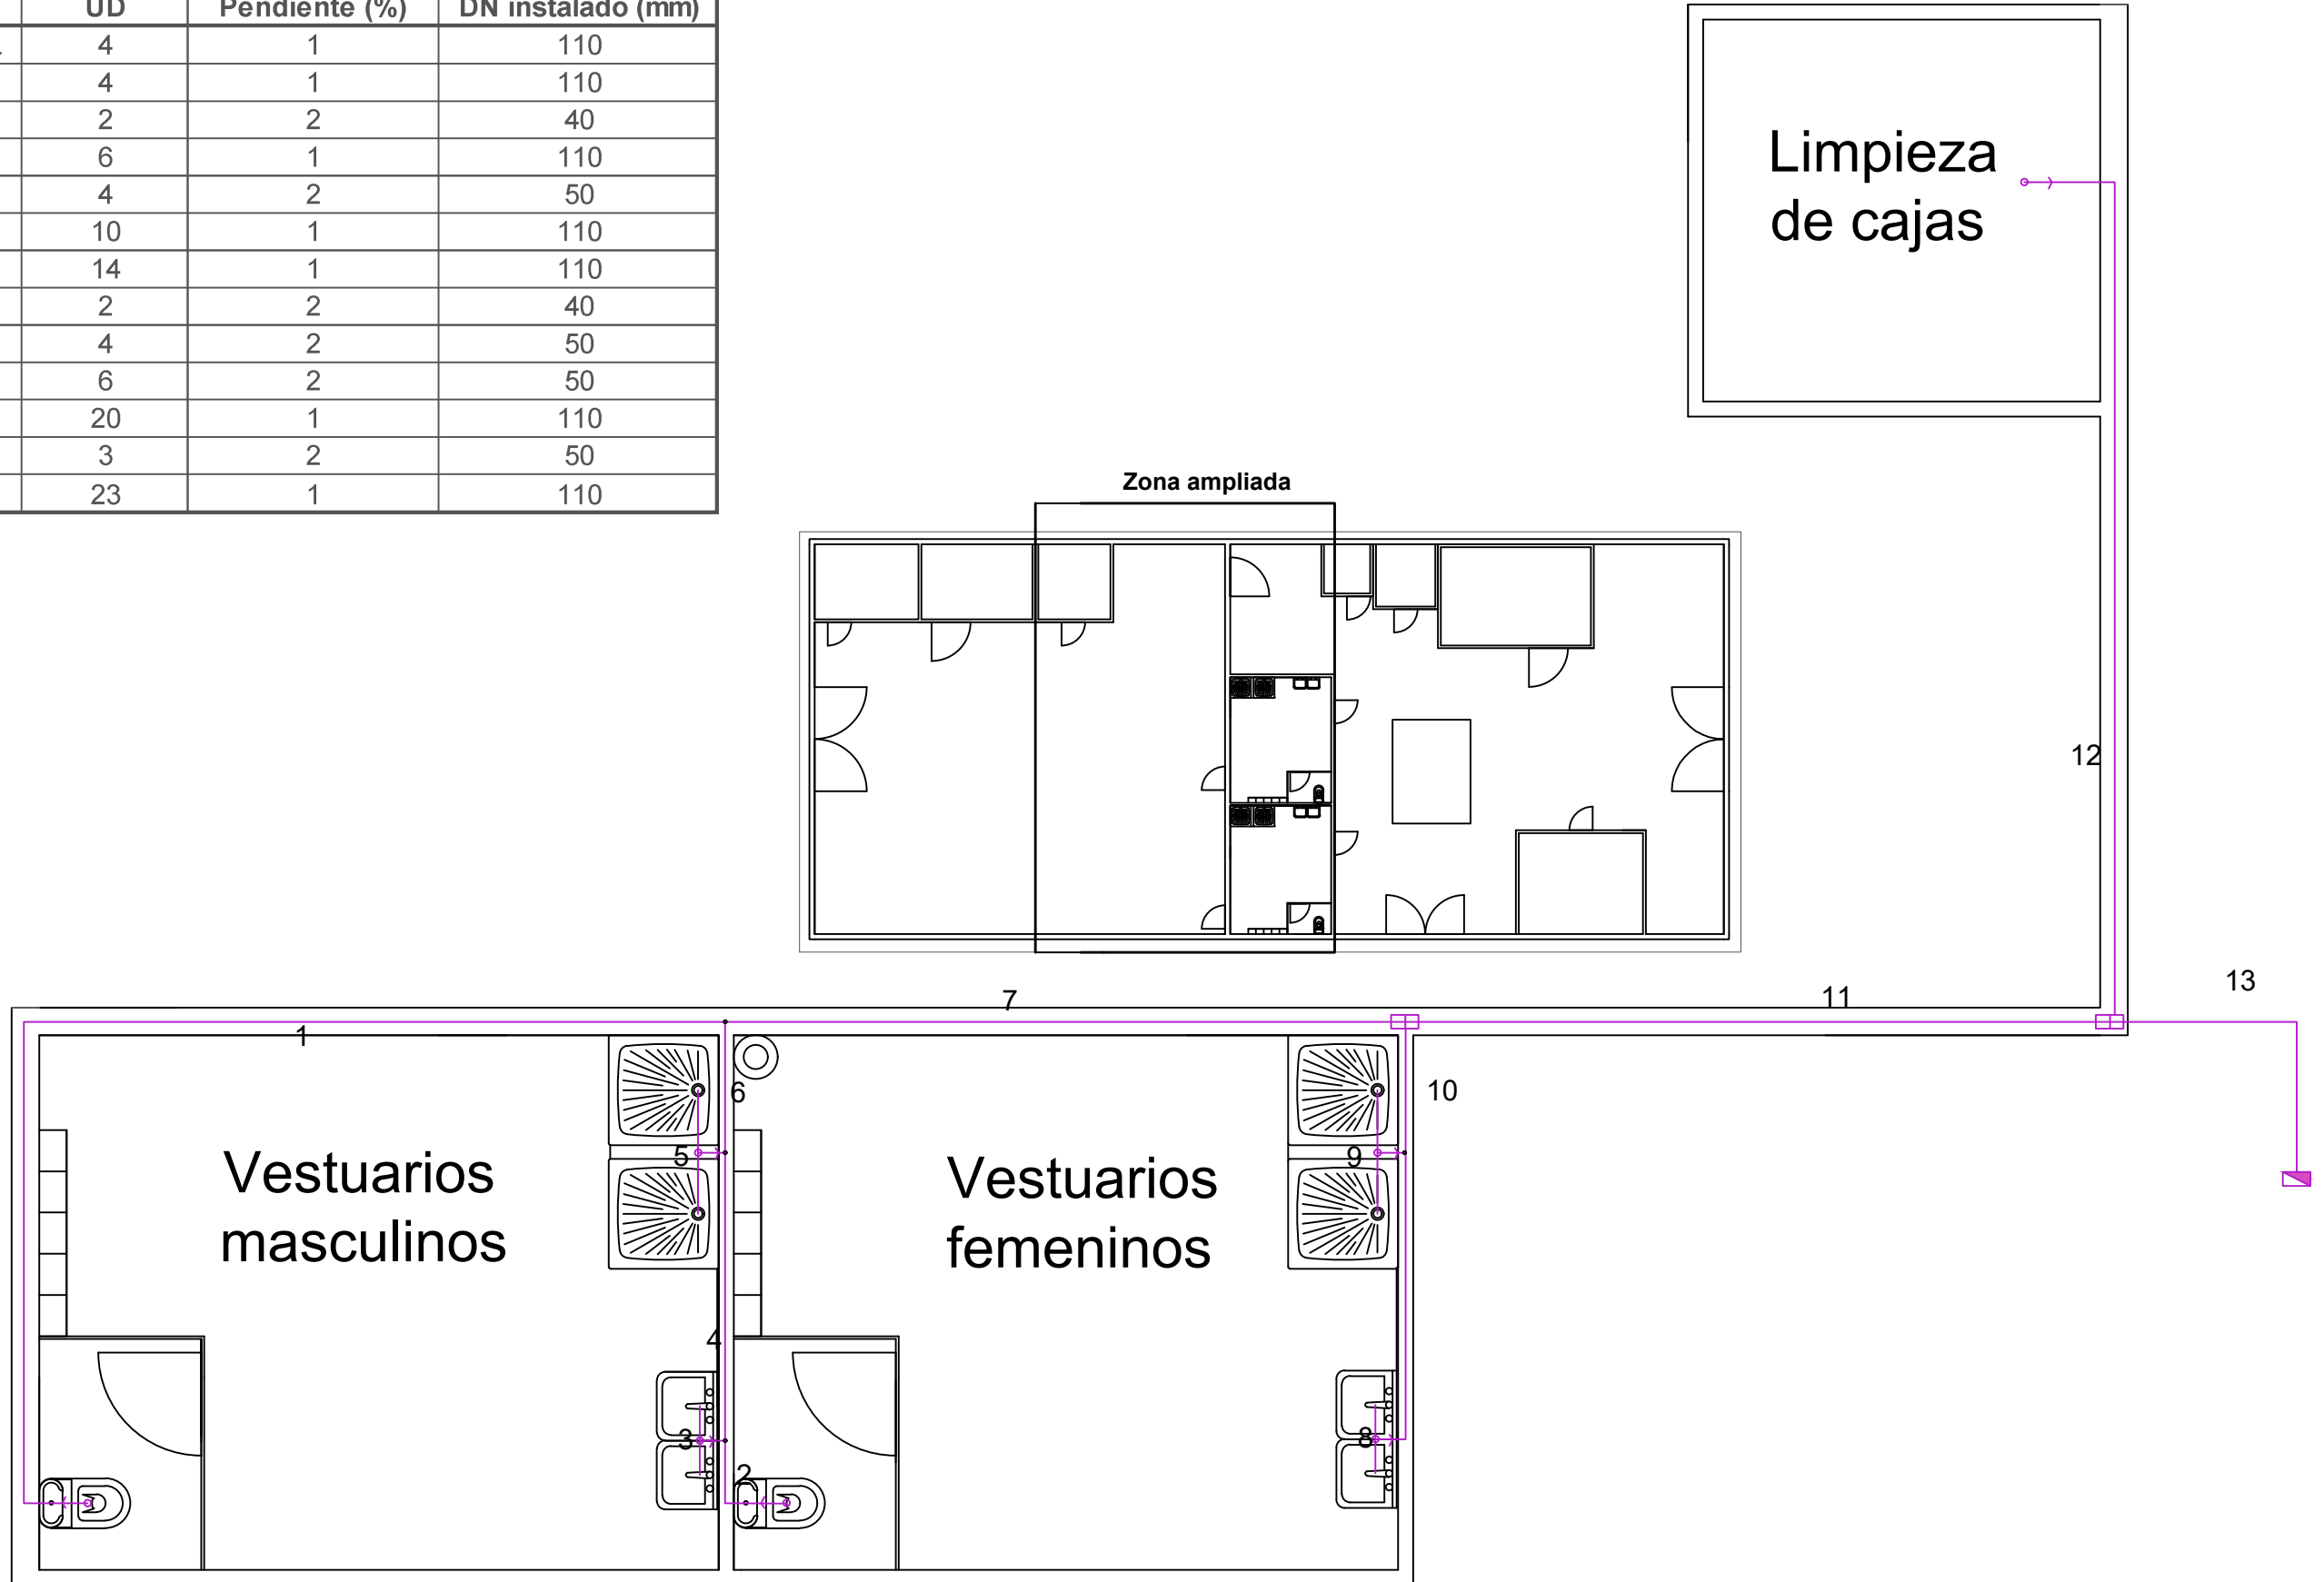 UD Pendiente (%) DN instalado (mm)
4 1 110
4 1 110
2 2 40
6 1 110
4 2 50
10 1 110
14 1 110
2 2 40
4 2 50
6 2 50
20 1 110
3 2 50
23 1 110
Limpieza
de cajas
Zona ampliada
12
13
7
11
1
6
10
5
9
Vestuarios
masculinos
Vestuarios
femeninos
4
3
8
2